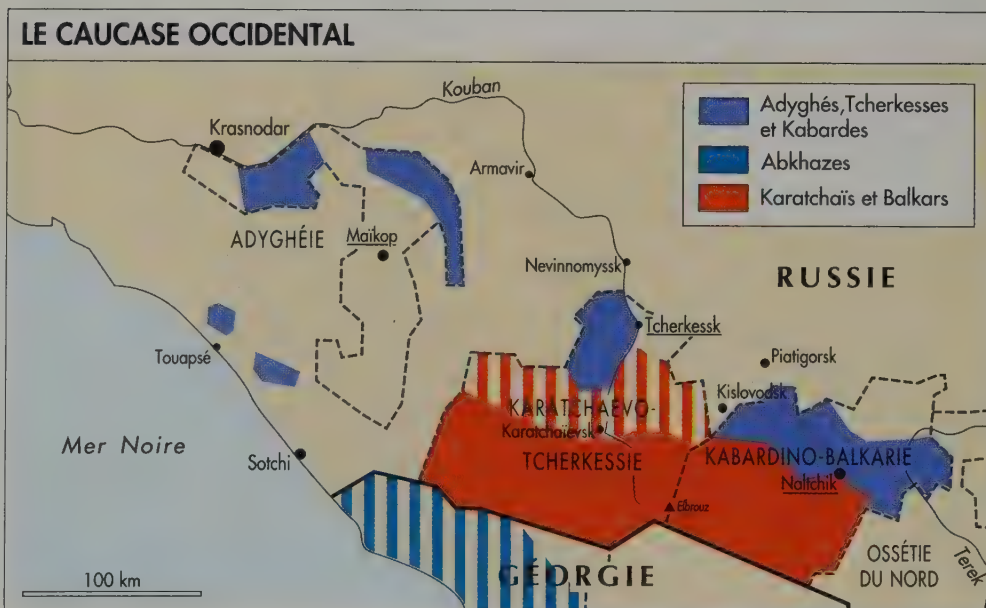 LE CAUCASE OCCIDENTAL
Adyghés, Tcherkesses
et Kabardes
Abkhazes
Karatchaïs et Balkars
Kouban
Krasnodar
Armavir
ADYGHÉIE
Maïkop
Nevinnomyssk
RUSSIE
Tcherkessk
Touapsé
Piatigorsk
Kislovodsk
KARATCHAEVO-
Karatchaïevsk
TCHERKESSIE
KABARDINO-BALKARIE
Naltchik
Mer Noire
Sotchi
Elbrouz
OSSÉTIE
DU NORD
Terek
GÉORGIE
100 km